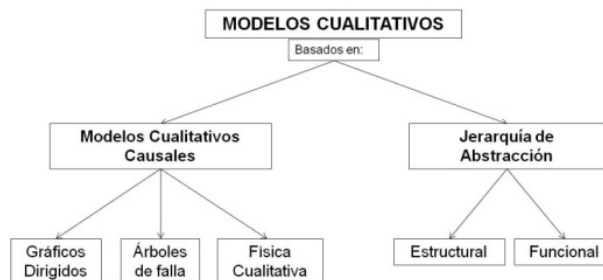 MODELOS CUALITATIVOS
Basados en:
Modelos Cualitativos
Causales
Jerarquía de
Abstracción
Gráficos
Dirigidos
Árboles
de falla
Física
Cualitativa
Estructural
Funcional